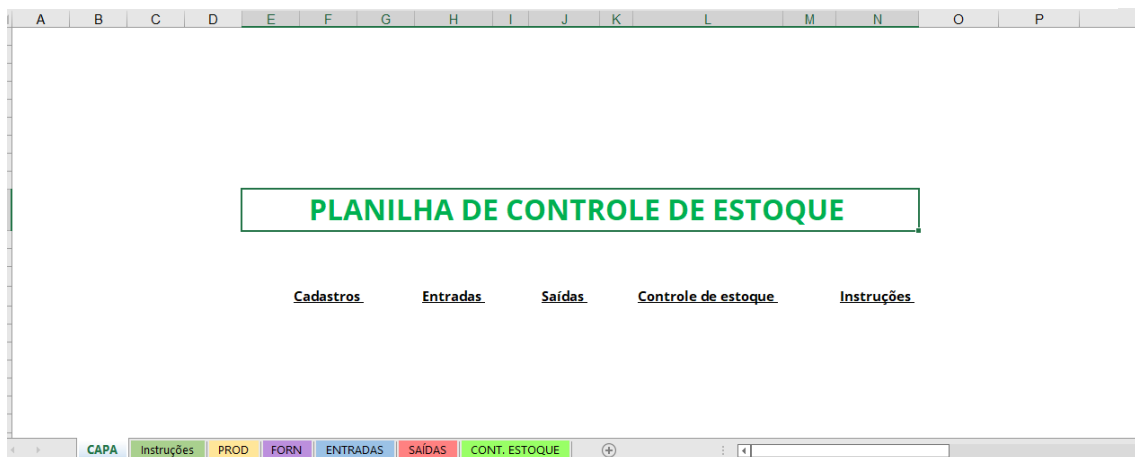 A B C D E F G H I J K L M N O P
PLANILHA DE CONTROLE DE ESTOQUE
Cadastros Entradas Saídas Controle de estoque Instruções
CAPA Instruções PROD FORN ENTRADAS SAÍDAS CONT. ESTOQUE